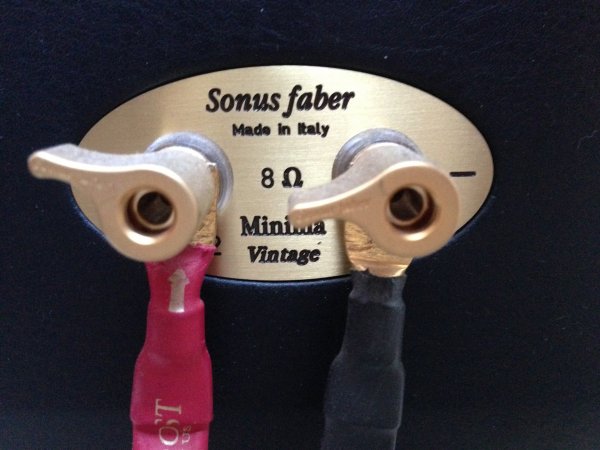 Sonus faber
Made in Italy
8 Ω
—
Minima
Vintage